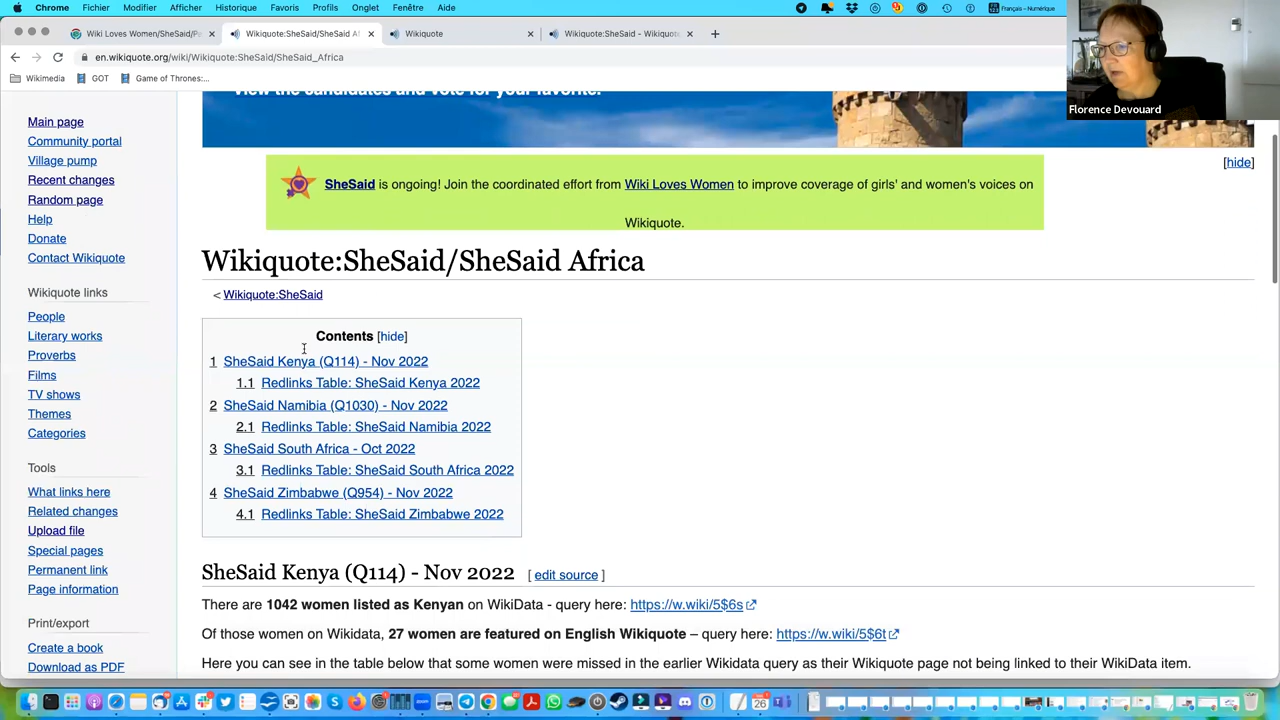 Chrome Fichier Modifier Afficher Historique Favoris Profils Onglet Fenêtre Aide
Français – Numérique
Wiki Loves Women/SheSaid/P
Wikiquote:SheSaid/SheSaid Af
Wikiquote
Wikiquote:SheSaid - Wikiquot
en.wikiquote.org/wiki/Wikiquote:SheSaid/SheSaid_Africa
Wikimedia GOT Game of Thrones:...
Florence Devouard
View the candidates and vote for your favorite.
[hide]
SheSaid is ongoing! Join the coordinated effort from Wiki Loves Women to improve coverage of girls' and women's voices on
Wikiquote.
Main page
Community portal
Village pump
Recent changes
Random page
Help
Donate
Contact Wikiquote
Wikiquote links
People
Literary works
Proverbs
Films
TV shows
Themes
Categories
Tools
What links here
Related changes
Upload file
Special pages
Permanent link
Page information
Print/export
Create a book
Download as PDF
Wikiquote:SheSaid/SheSaid Africa
< Wikiquote:SheSaid
Contents [hide]
1 SheSaid Kenya (Q114) - Nov 2022
1.1 Redlinks Table: SheSaid Kenya 2022
2 SheSaid Namibia (Q1030) - Nov 2022
2.1 Redlinks Table: SheSaid Namibia 2022
3 SheSaid South Africa - Oct 2022
3.1 Redlinks Table: SheSaid South Africa 2022
4 SheSaid Zimbabwe (Q954) - Nov 2022
4.1 Redlinks Table: SheSaid Zimbabwe 2022
SheSaid Kenya (Q114) - Nov 2022 [ edit source ]
There are 1042 women listed as Kenyan on WikiData - query here: https://w.wiki/5$6s
Of those women on Wikidata, 27 women are featured on English Wikiquote – query here: https://w.wiki/5$6t
Here you can see in the table below that some women were missed in the earlier Wikidata query as their Wikiquote page not being linked to their WikiData item.